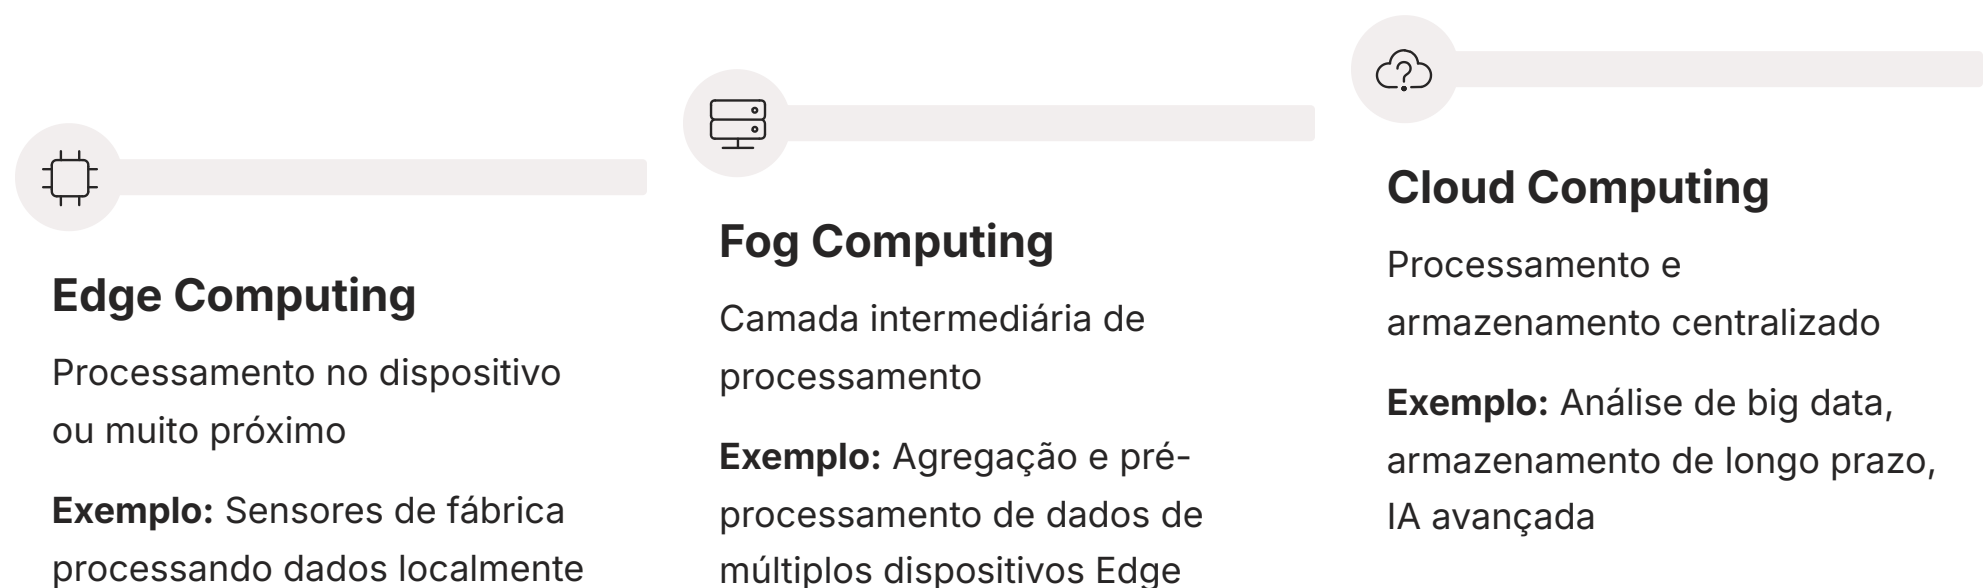 Edge Computing
Processamento no dispositivo
ou muito próximo
Exemplo: Sensores de fábrica
processando dados localmente
Fog Computing
Camada intermediária de
processamento
Exemplo: Agregação e pré-
processamento de dados de
múltiplos dispositivos Edge
Cloud Computing
Processamento e
armazenamento centralizado
Exemplo: Análise de big data,
armazenamento de longo prazo,
IA avançada